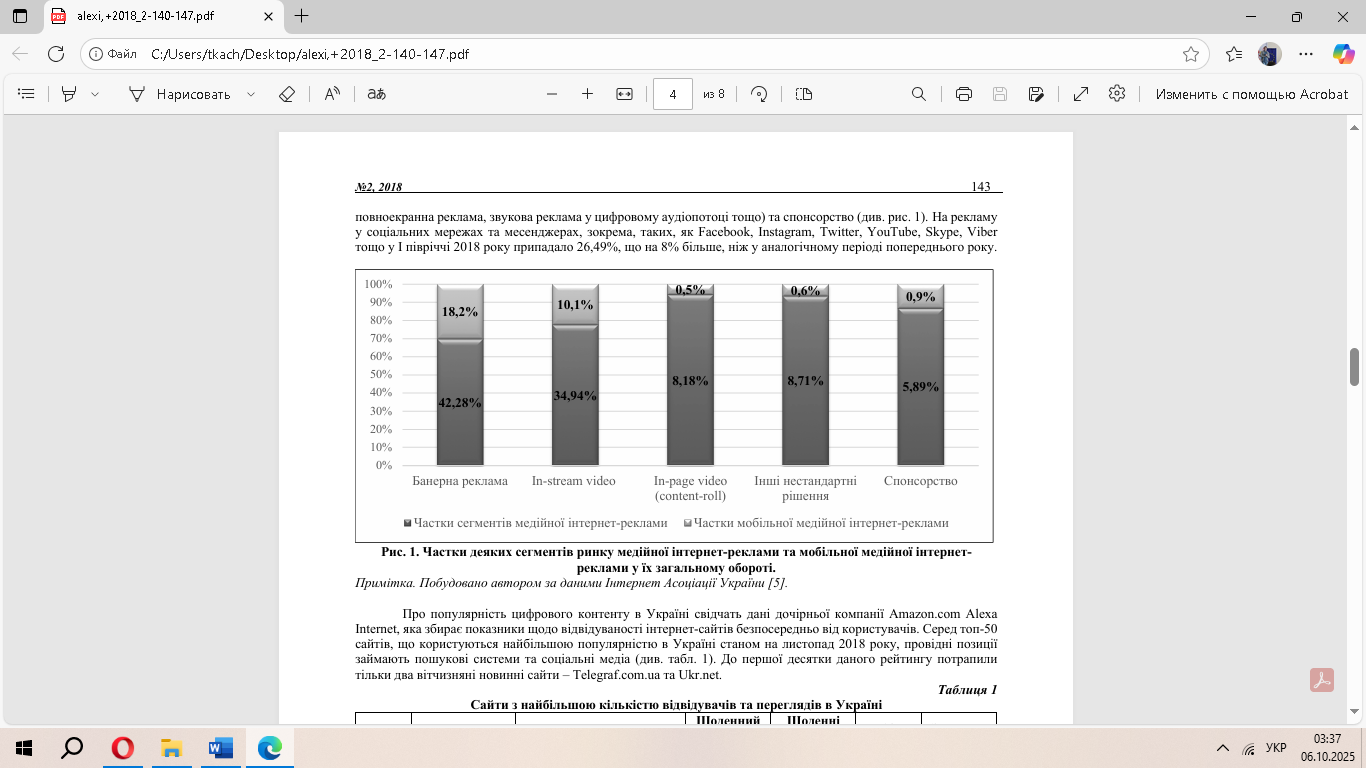 alexi,+2018_2-140-147.pdf
Файл C:/Users/tkach/Desktop/alexi,+2018_2-140-147.pdf
Нарисовать 4 из 8 Изменить с помощью Acrobat
№2, 2018 143
повноекранна реклама, звукова реклама у цифровому аудіопотоці тощо) та спонсорство (див. рис. 1). На рекламу
у соціальних мережах та месенджерах, зокрема, таких, як Facebook, Instagram, Twitter, YouTube, Skype, Viber
тощо у I півріччі 2018 року припадало 26,49%, що на 8% більше, ніж у аналогічному періоді попереднього року.
100%
90%
80%
70%
60%
50%
40%
30%
20%
10%
0%
18,2% 10,1% 0,5% 0,6% 0,9%
42,28% 34,94% 8,18% 8,71% 5,89%
Банерна реклама In-stream video In-page video Інші нестандартні Спонсорство
(content-roll) рішення
Частки сегментів медійної інтернет-реклами Частки мобільної медійної інтернет-реклами
Рис. 1. Частки деяких сегментів ринку медійної інтернет-реклами та мобільної медійної інтернет-
реклами у їх загальному обороті.
Примітка. Побудовано автором за даними Інтернет Асоціації України [5].
Про популярність цифрового контенту в Україні свідчать дані дочірньої компанії Amazon.com Alexa
Internet, яка збирає показники щодо відвідуваності інтернет-сайтів безпосередньо від користувачів. Серед топ-50
сайтів, що користуються найбільшою популярністю в Україні станом на листопад 2018 року, провідні позиції
займають пошукові системи та соціальні медіа (див. табл. 1). До першої десятки даного рейтингу потрапили
тільки два вітчизняні новинні сайти – Telegraf.com.ua та Ukr.net.
Таблиця 1
Сайти з найбільшою кількістю відвідувачів та переглядів в Україні
Щоденний Щоденні
УКР 03:37
06.10.2025